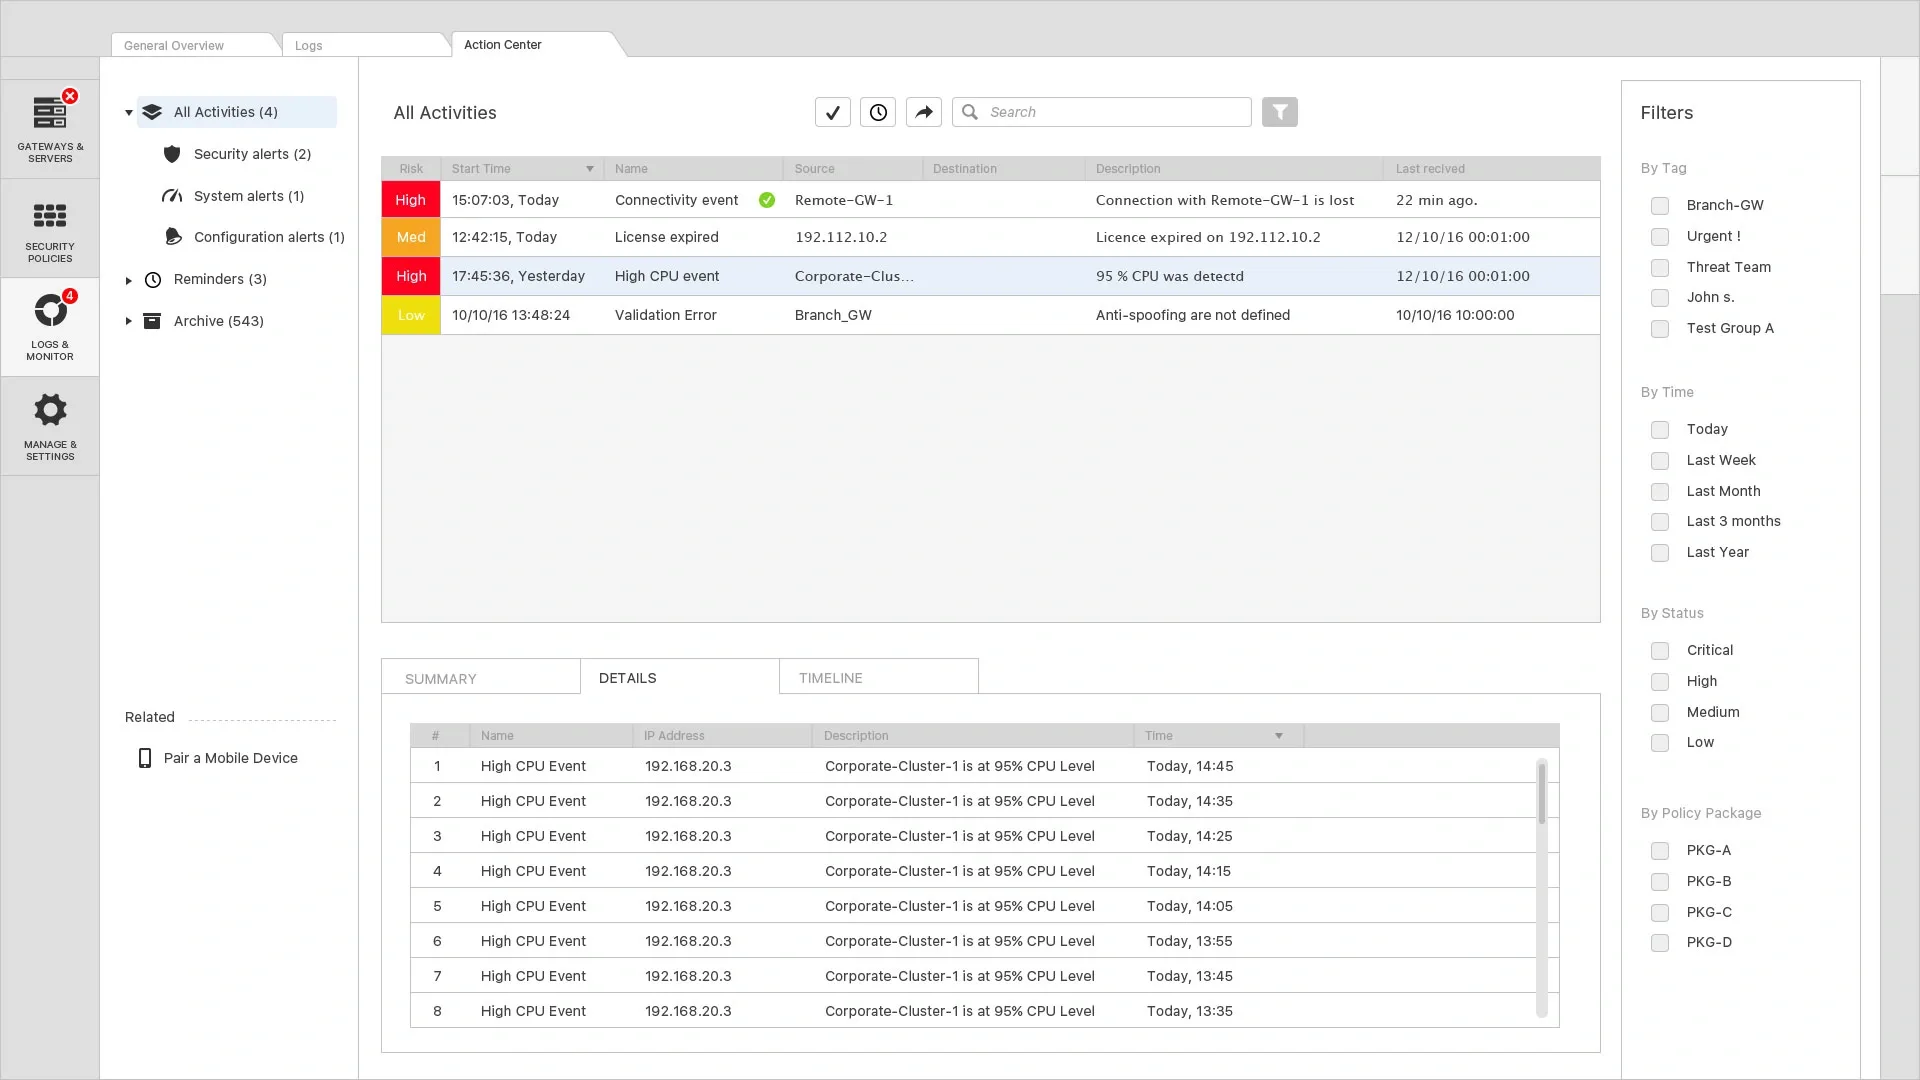 General Overview
Logs
Action Center
GATEWAYS &
SERVERS
SECURITY
POLICIES
4
LOGS &
MONITOR
MANAGE &
SETTINGS
All Activities (4)
Security alerts (2)
System alerts (1)
Configuration alerts (1)
Reminders (3)
Archive (543)
Related
Pair a Mobile Device
All Activities
Search
Risk Start Time Name Source Destination Description Last recived
High 15:07:03, Today Connectivity event Remote-GW-1 Connection with Remote-GW-1 is lost 22 min ago.
Med 12:42:15, Today License expired 192.112.10.2 Licence expired on 192.112.10.2 12/10/16 00:01:00
High 17:45:36, Yesterday High CPU event Corporate-Clus... 95 % CPU was detectd 12/10/16 00:01:00
Low 10/10/16 13:48:24 Validation Error Branch_GW Anti-spoofing are not defined 10/10/16 10:00:00
SUMMARY
DETAILS
TIMELINE
# Name IP Address Description Time
1 High CPU Event 192.168.20.3 Corporate-Cluster-1 is at 95% CPU Level Today, 14:45
2 High CPU Event 192.168.20.3 Corporate-Cluster-1 is at 95% CPU Level Today, 14:35
3 High CPU Event 192.168.20.3 Corporate-Cluster-1 is at 95% CPU Level Today, 14:25
4 High CPU Event 192.168.20.3 Corporate-Cluster-1 is at 95% CPU Level Today, 14:15
5 High CPU Event 192.168.20.3 Corporate-Cluster-1 is at 95% CPU Level Today, 14:05
6 High CPU Event 192.168.20.3 Corporate-Cluster-1 is at 95% CPU Level Today, 13:55
7 High CPU Event 192.168.20.3 Corporate-Cluster-1 is at 95% CPU Level Today, 13:45
8 High CPU Event 192.168.20.3 Corporate-Cluster-1 is at 95% CPU Level Today, 13:35
Filters
By Tag
Branch-GW
Urgent !
Threat Team
John s.
Test Group A
By Time
Today
Last Week
Last Month
Last 3 months
Last Year
By Status
Critical
High
Medium
Low
By Policy Package
PKG-A
PKG-B
PKG-C
PKG-D